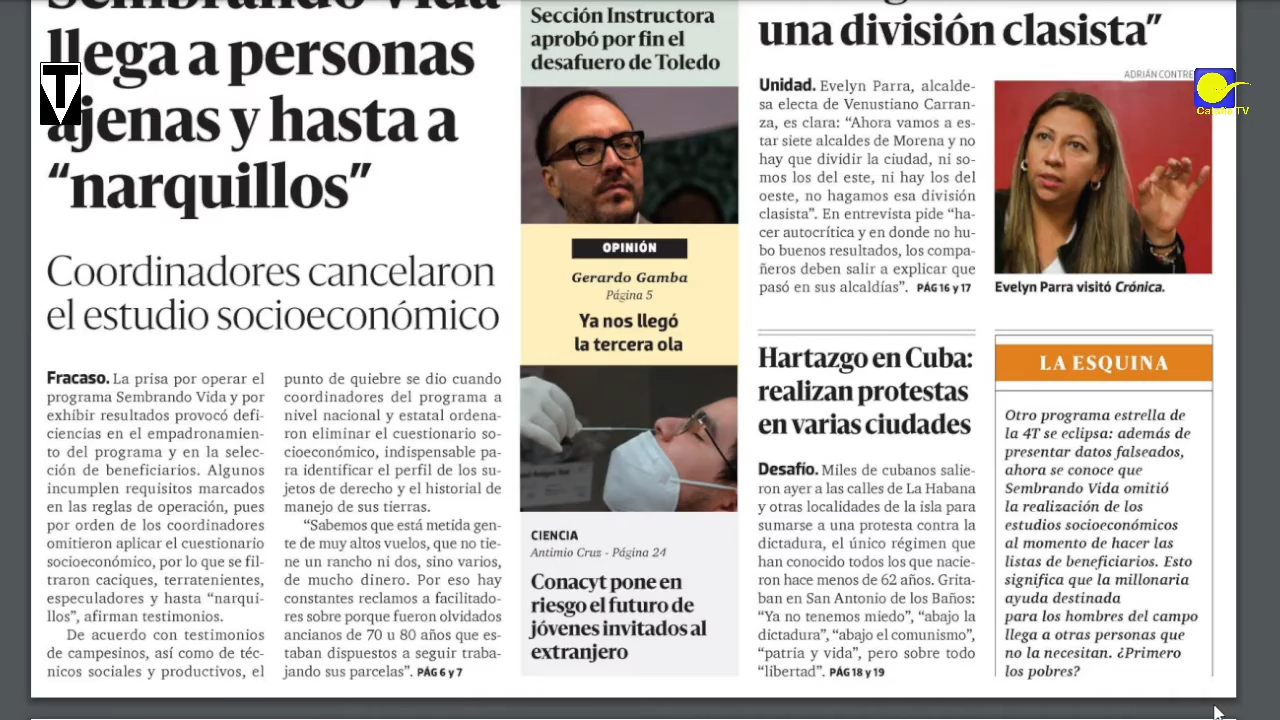 Sembrando Vida
llega a personas
ajenas y hasta a
“narquillos”
Coordinadores cancelaron
el estudio socioeconómico
Fracaso. La prisa por operar el
programa Sembrando Vida y por
exhibir resultados provocó defi-
ciencias en el empadronamien-
to del programa y en la selec-
ción de beneficiarios. Algunos
incumplen requisitos marcados
en las reglas de operación, pues
por orden de los coordinadores
omitieron aplicar el cuestionario
socioeconómico, por lo que se fil-
traron caciques, terratenientes,
especuladores y hasta “narqui-
llos”, afirman testimonios.
De acuerdo con testimonios
de campesinos, así como de téc-
nicos sociales y productivos, el
punto de quiebre se dio cuando
coordinadores del programa a
nivel nacional y estatal ordena-
ron eliminar el cuestionario so-
cioeconómico, indispensable pa-
ra identificar el perfil de los su-
jetos de derecho y el historial de
manejo de sus tierras.
“Sabemos que está metida gen-
te de muy altos vuelos, que no tie-
ne un rancho ni dos, sino varios,
de mucho dinero. Por eso hay
constantes reclamos a facilitado-
res sobre porque fueron olvidados
ancianos de 70 u 80 años que es-
taban dispuestos a seguir traba-
jando sus parcelas”. PÁG 6 y 7
Sección Instructora
aprobó por fin el
desafuero de Toledo
OPINIÓN
Gerardo Gamba
Página 5
Ya nos llegó
la tercera ola
CIENCIA
Antimio Cruz - Página 24
Conacyt pone en
riesgo el futuro de
jóvenes invitados al
extranjero
una división clasista”
Unidad. Evelyn Parra, alcalde-
sa electa de Venustiano Carran-
za, es clara: “Ahora vamos a es-
tar siete alcaldes de Morena y no
hay que dividir la ciudad, ni so-
mos los del este, ni hay los del
oeste, no hagamos esa división
clasista”. En entrevista pide “ha-
cer autocrítica y en donde no hu-
bo buenos resultados, los compa-
ñeros deben salir a explicar que
pasó en sus alcaldías”. PÁG 16 y 17
ADRIÁN CONTRE
Cataña TV
Evelyn Parra visitó Crónica.
Hartazgo en Cuba:
realizan protestas
en varias ciudades
Desafío. Miles de cubanos salie-
ron ayer a las calles de La Habana
y otras localidades de la isla para
sumarse a una protesta contra la
dictadura, el único régimen que
han conocido todos los que nacie-
ron hace menos de 62 años. Grita-
ban en San Antonio de los Baños:
“Ya no tenemos miedo”, “abajo la
dictadura”, “abajo el comunismo”,
“patria y vida”, pero sobre todo
“libertad”. PÁG 18 y 19
LA ESQUINA
Otro programa estrella de
la 4T se eclipsa: además de
presentar datos falseados,
ahora se conoce que
Sembrando Vida omitió
la realización de los
estudios socioeconómicos
al momento de hacer las
listas de beneficiarios. Esto
significa que la millonaria
ayuda destinada
para los hombres del campo
llega a otras personas que
no la necesitan. ¿Primero
los pobres?